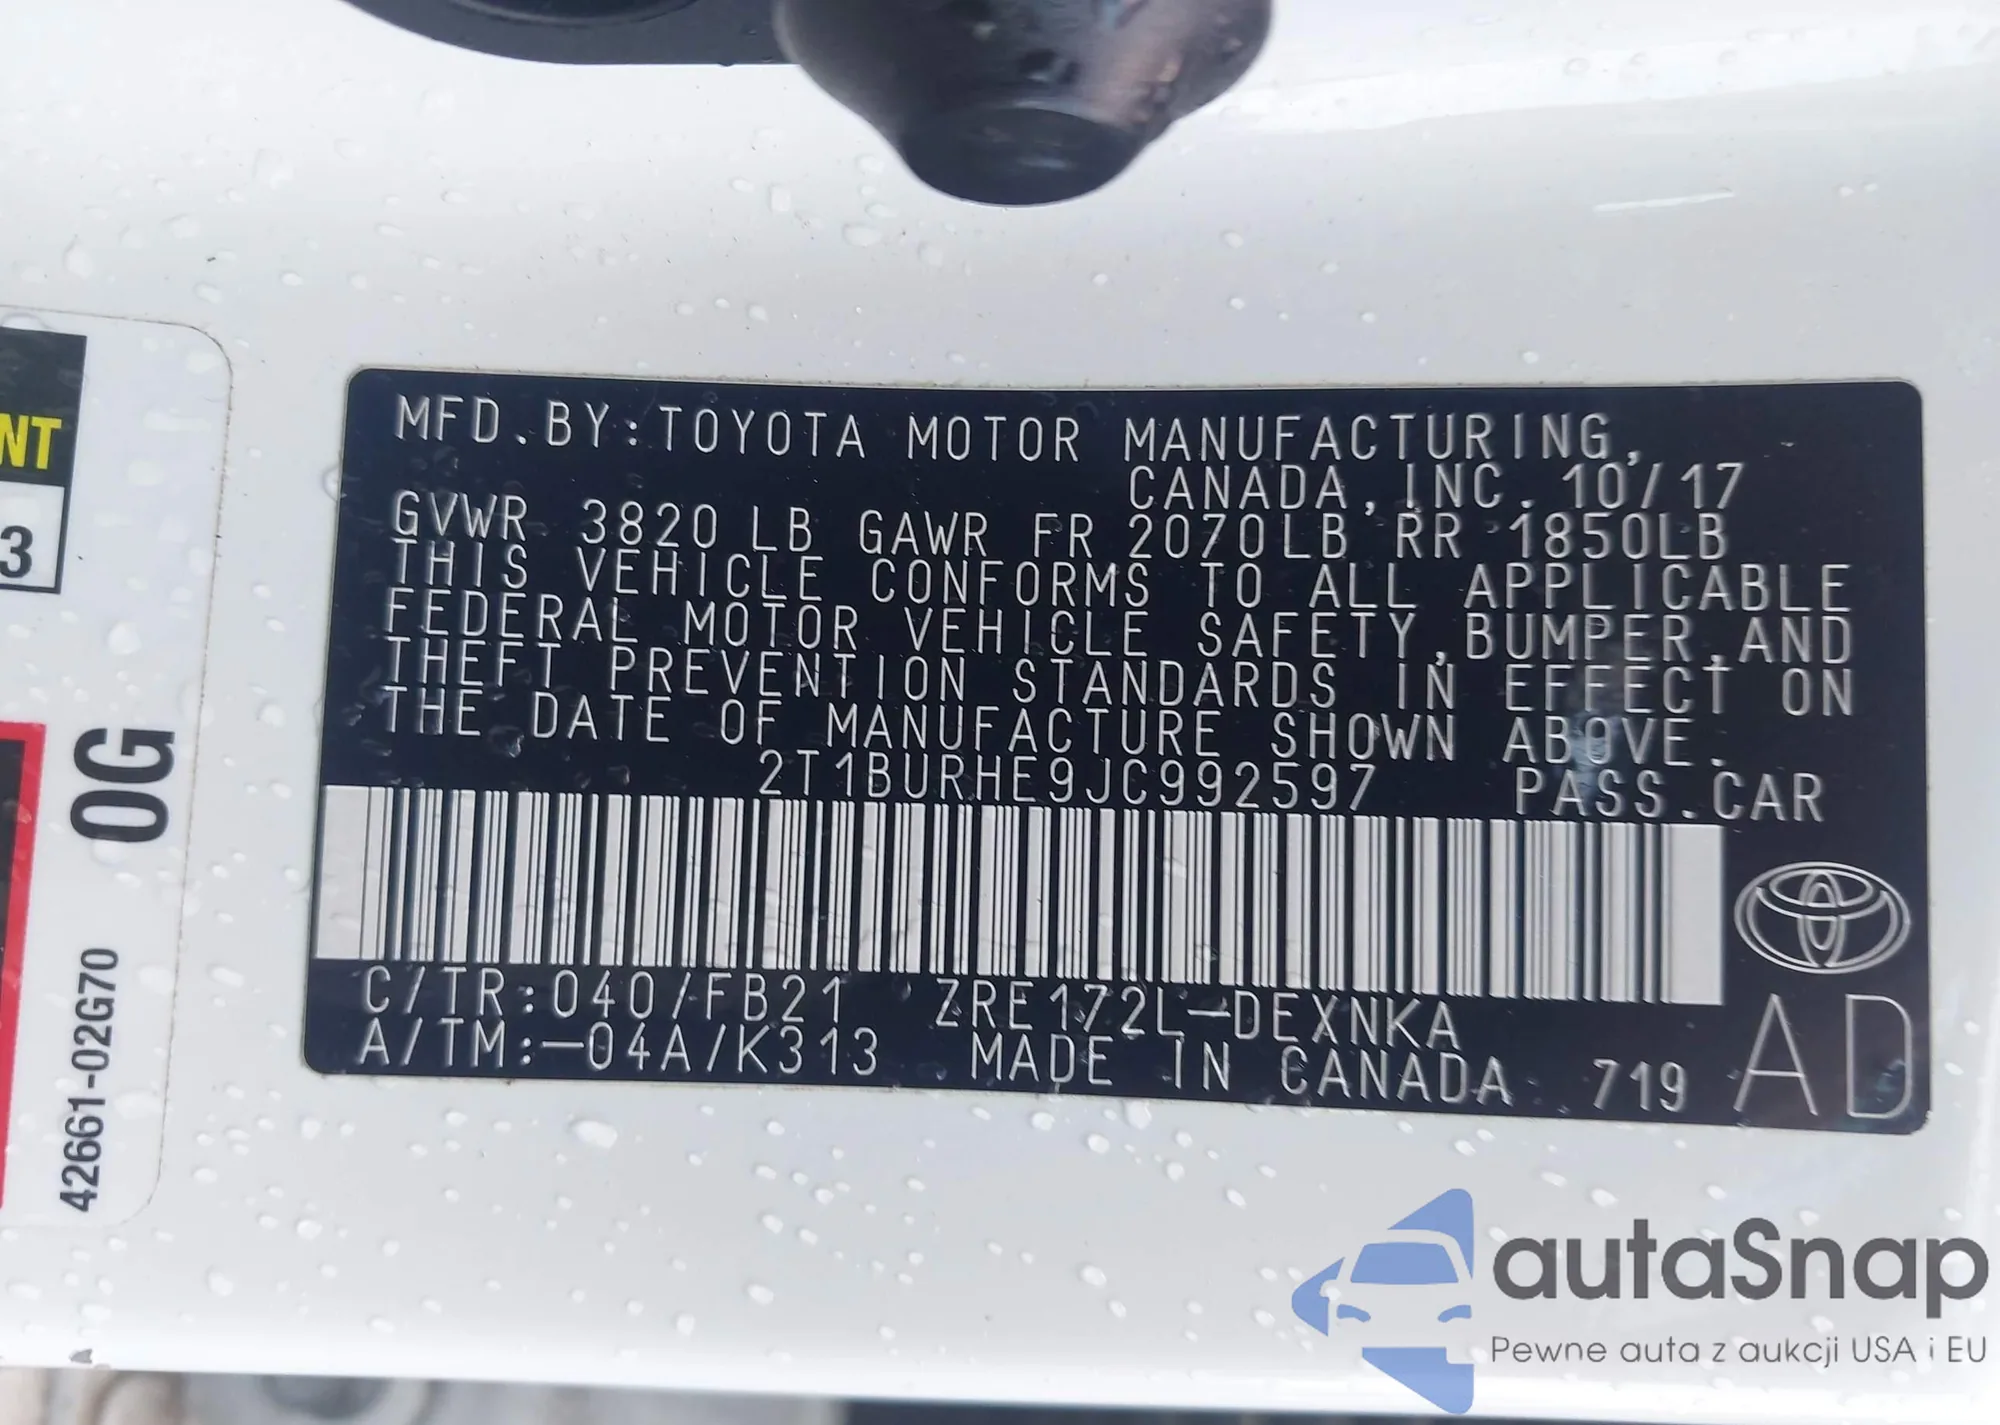 MFD.BY:TOYOTA MOTOR MANUFACTURING,
CANADA,INC. 10/17
GVWR 3820 LB GAWR FR 2070LB RR 1850LB
THIS VEHICLE CONFORMS TO ALL APPLICABLE
FEDERAL MOTOR VEHICLE SAFETY,BUMPER,AND
THEFT PREVENTION STANDARDS IN EFFECT ON
THE DATE OF MANUFACTURE SHOWN ABOVE.
2T1BURHE9JC992597 PASS.CAR
C/TR:040/FB21 ZRE172L-DEXNKA
A/TM:-04A/K313 MADE IN CANADA 719
AD
NT
3
0G
42661-02G70
autaSnap
Pewne auta z aukcji USA i EU